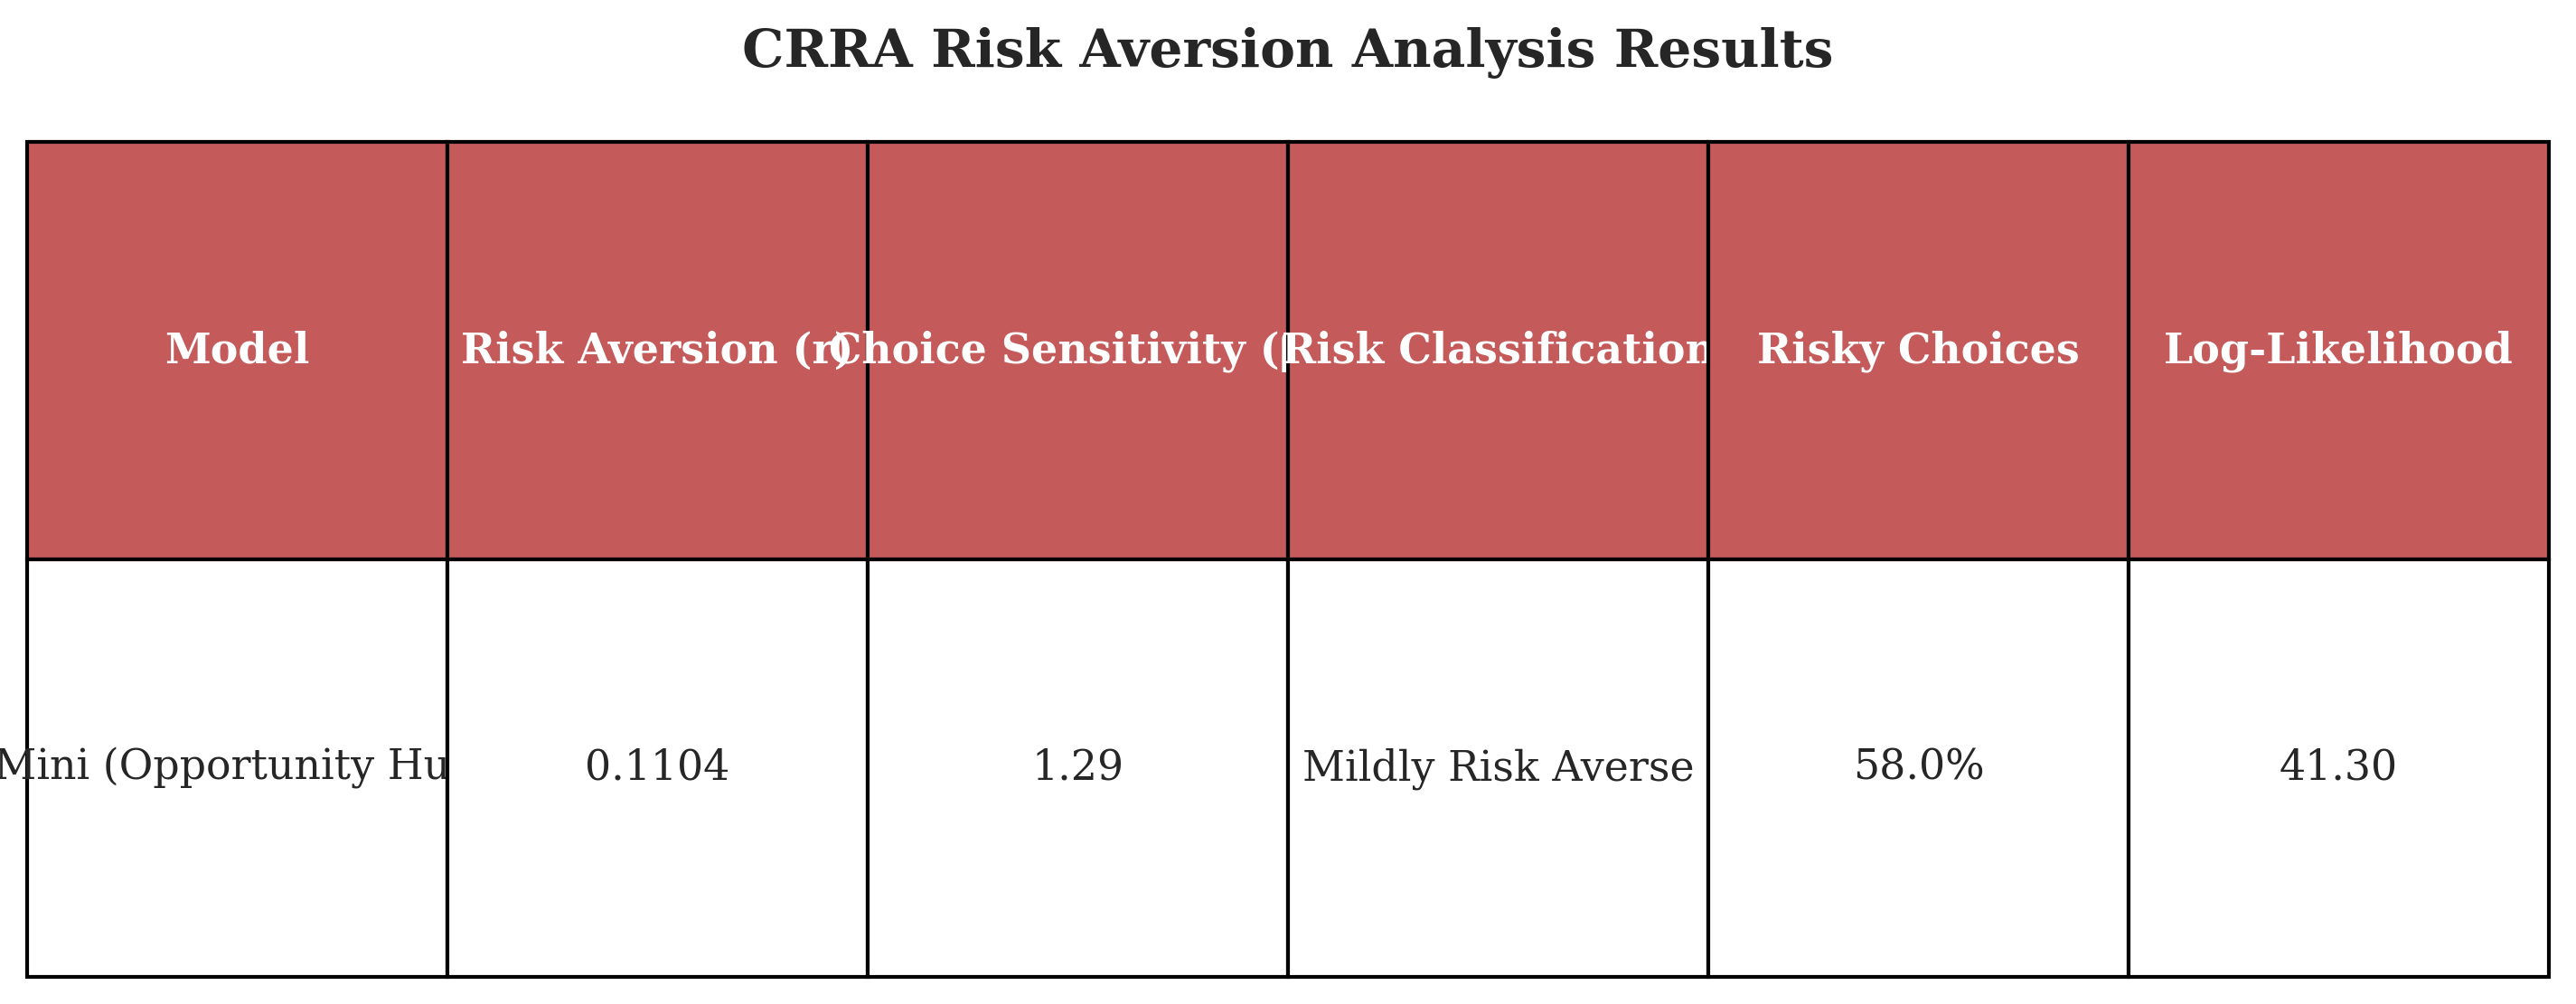 CRRA Risk Aversion Analysis Results
Model Risk Aversion (r) Choice Sensitivity ( Risk Classification Risky Choices Log-Likelihood
Mini (Opportunity Hu 0.1104 1.29 Mildly Risk Averse 58.0% 41.30